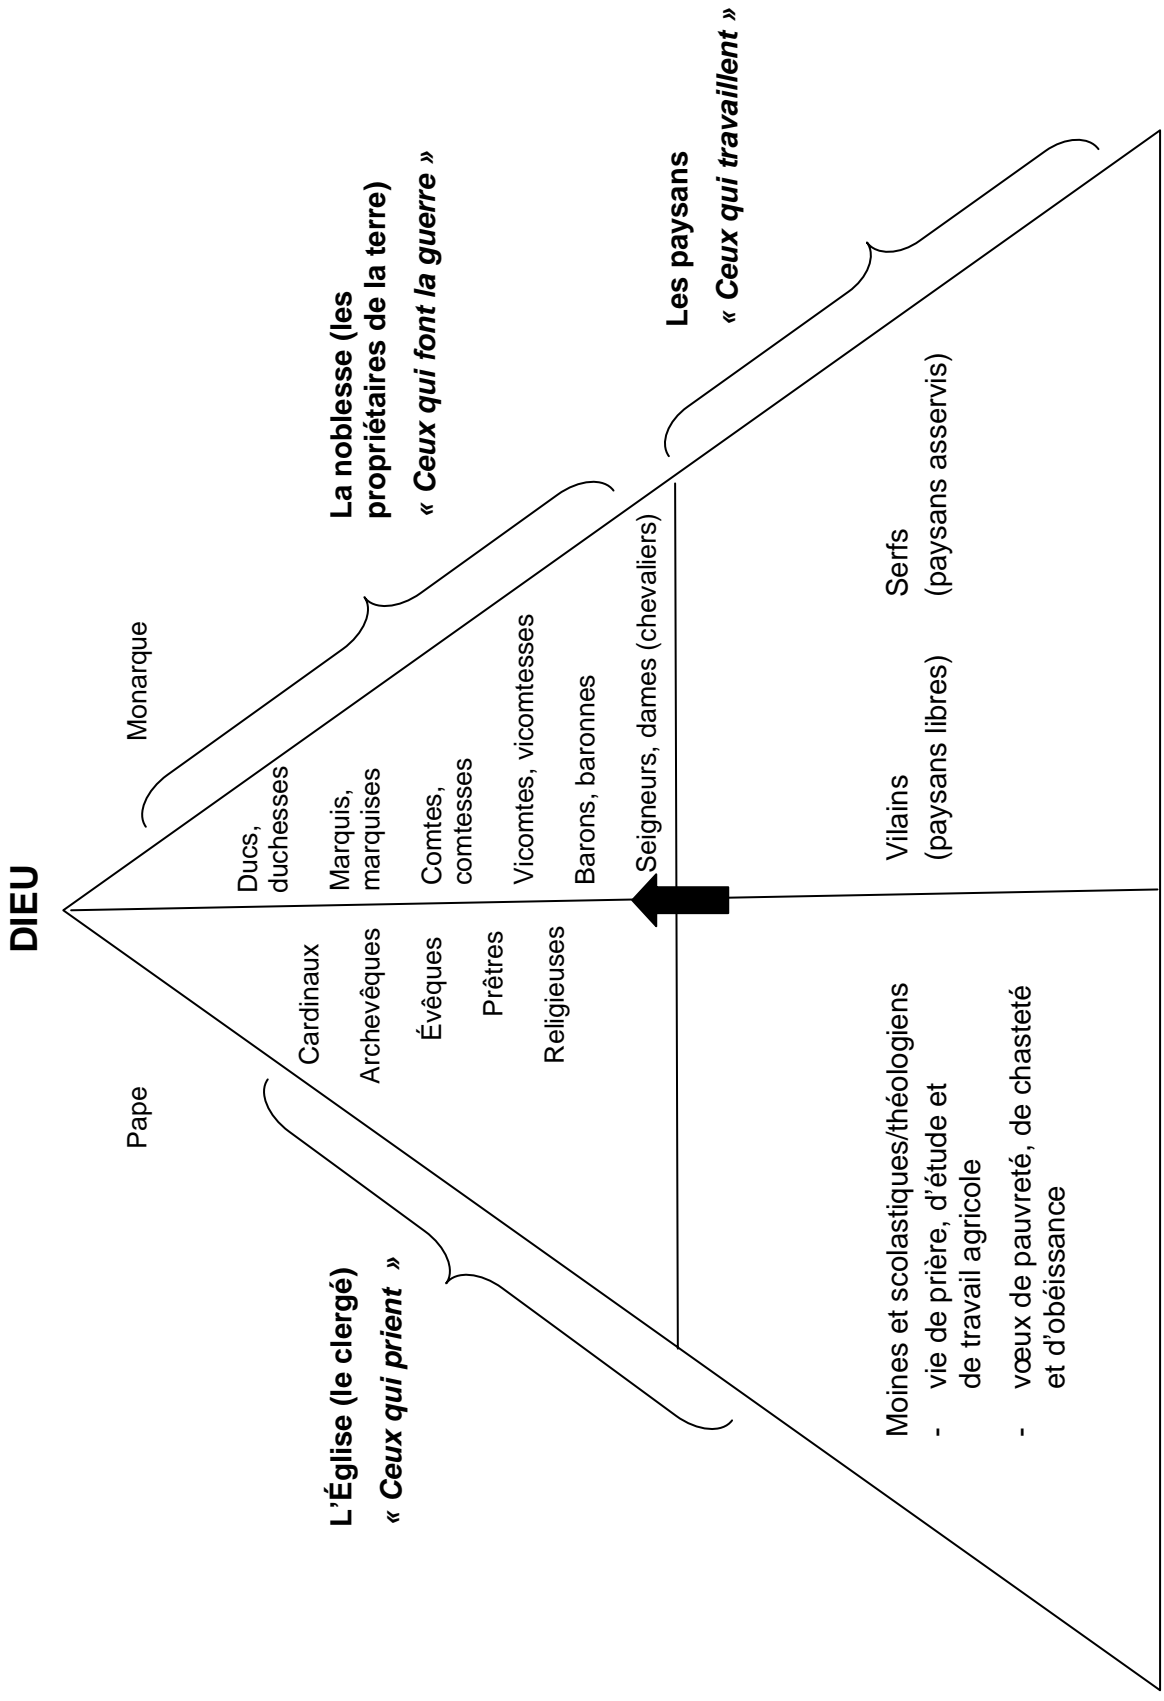 DIEU
Pape
Monarque
L'Église (le clergé)
« Ceux qui prient »
La noblesse (les
propriétaires de la terre)
« Ceux qui font la guerre »
Cardinaux
Archevêques
Évêques
Prêtres
Religieuses
Ducs,
duchesses
Marquis,
marquises
Comtes,
comtesses
Vicomtes, vicomtesses
Barons, baronnes
Seigneurs, dames (chevaliers)
Les paysans
« Ceux qui travaillent »
Moines et scolastiques/théologiens
- vie de prière, d'étude et
de travail agricole
- vœux de pauvreté, de chasteté
et d'obéissance
Vilains
(paysans libres)
Serfs
(paysans asservis)